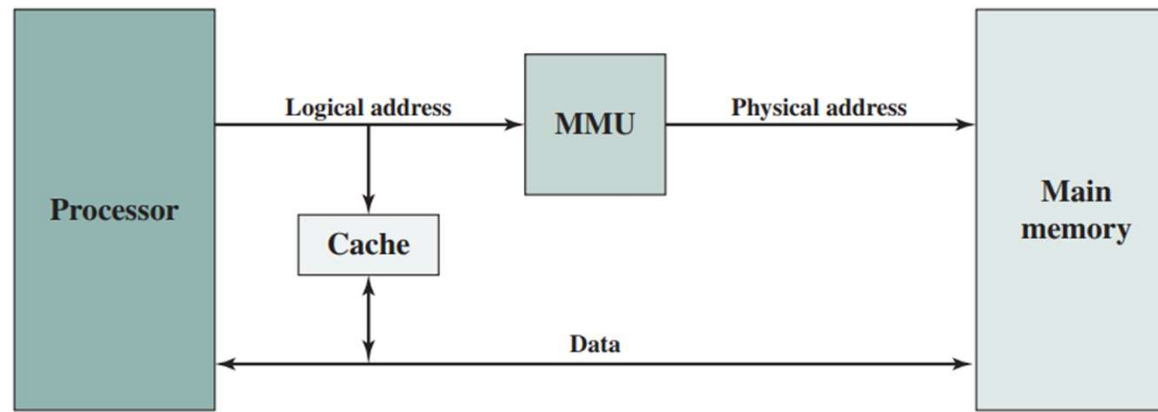 Logical address
MMU
Physical address
Processor
Cache
Main
memory
Data